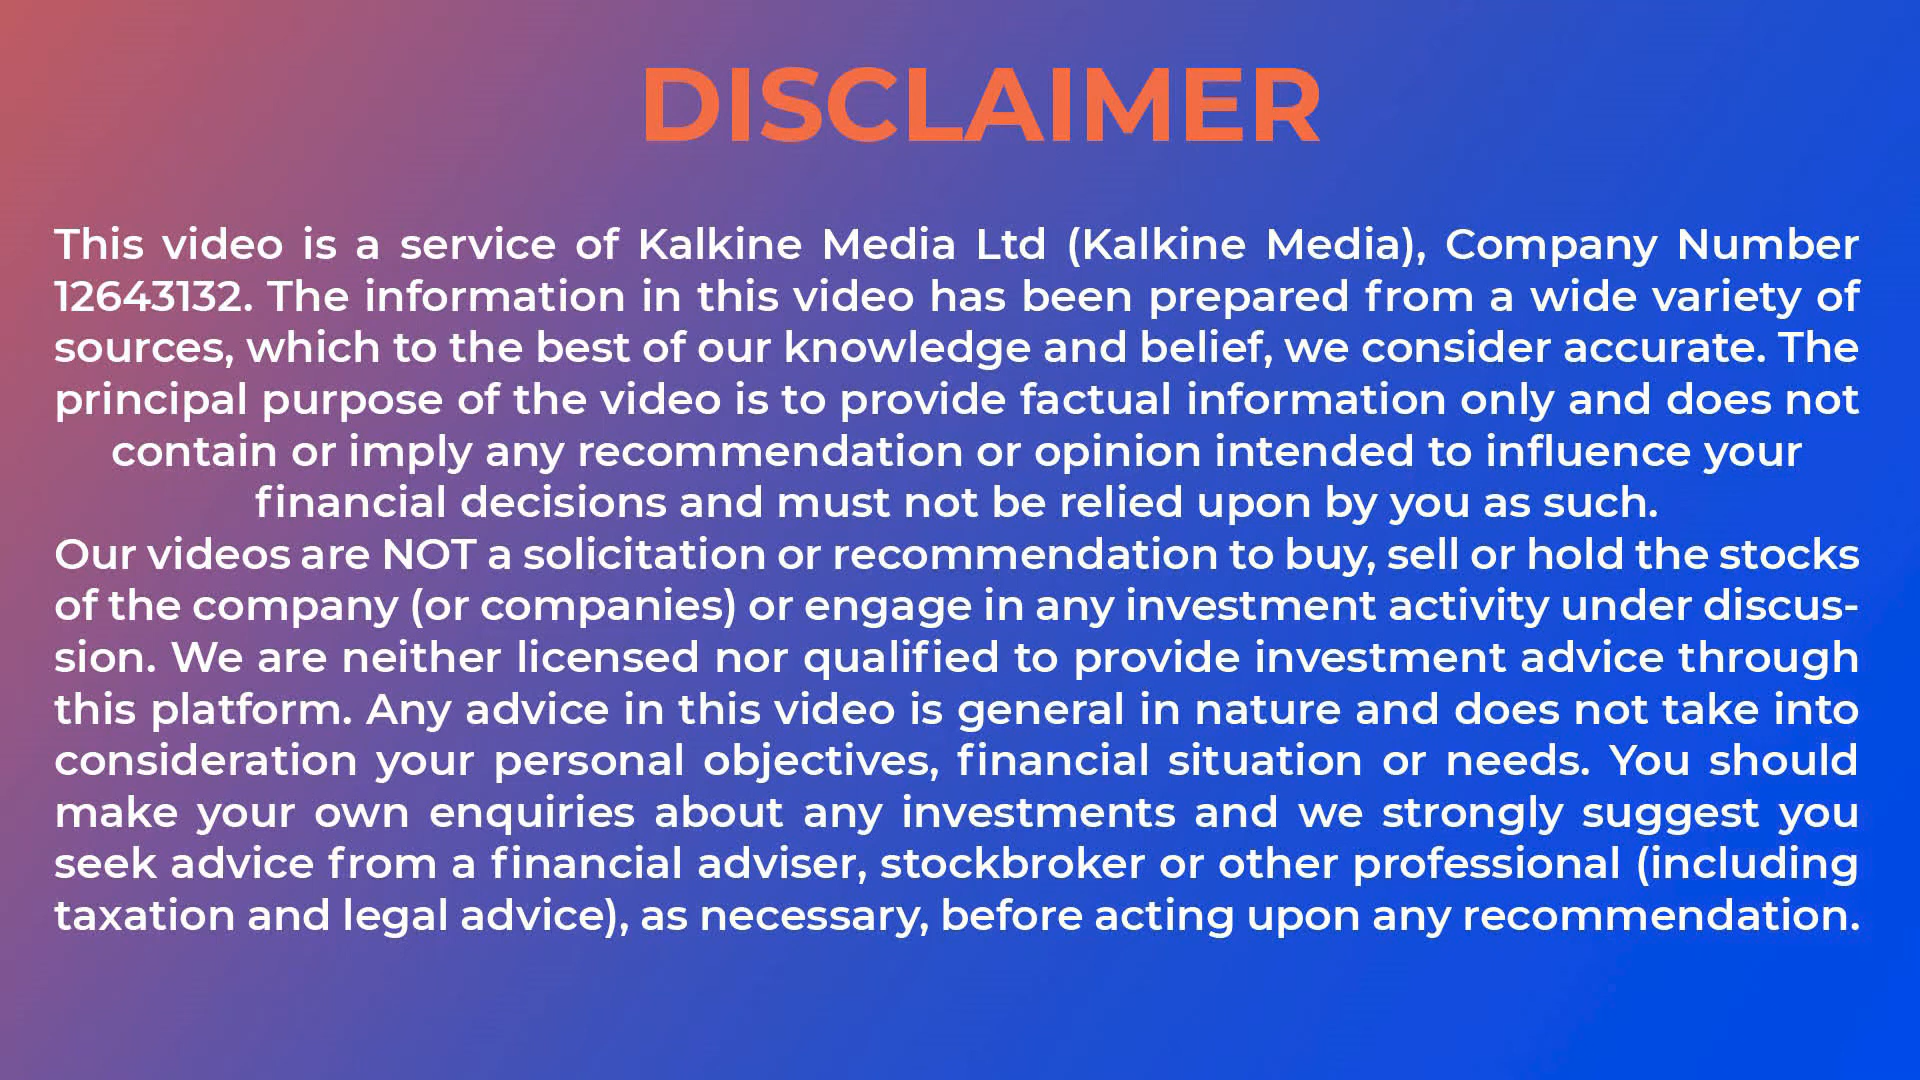 DISCLAIMER
This video is a service of Kalkine Media Ltd (Kalkine Media), Company Number
12643132. The information in this video has been prepared from a wide variety of
sources, which to the best of our knowledge and belief, we consider accurate. The
principal purpose of the video is to provide factual information only and does not
contain or imply any recommendation or opinion intended to influence your
financial decisions and must not be relied upon by you as such.
Our videos are NOT a solicitation or recommendation to buy, sell or hold the stocks
of the company (or companies) or engage in any investment activity under discus-
sion. We are neither licensed nor qualified to provide investment advice through
this platform. Any advice in this video is general in nature and does not take into
consideration your personal objectives, financial situation or needs. You should
make your own enquiries about any investments and we strongly suggest you
seek advice from a financial adviser, stockbroker or other professional (including
taxation and legal advice), as necessary, before acting upon any recommendation.